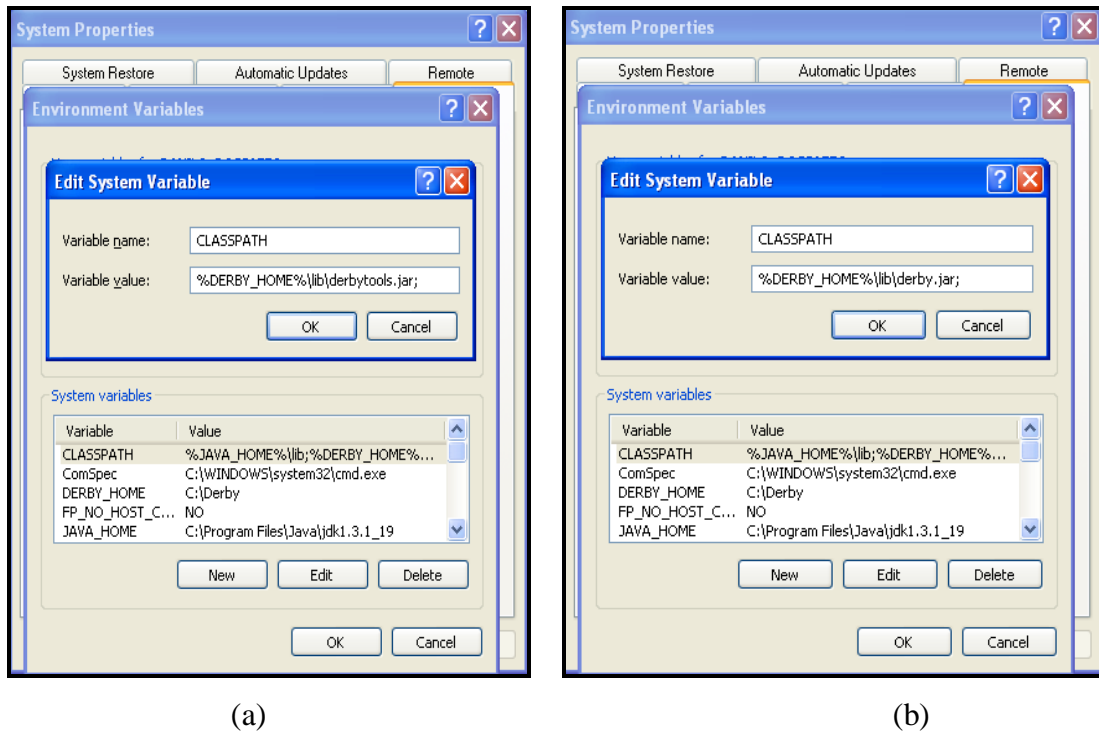 System Properties
System Restore Automatic Updates Remote
Environment Variables
Edit System Variable
Variable name: CLASSPATH
Variable value: %DERBY_HOME%\lib\derbytools.jar;
OK Cancel
System variables
Variable Value
CLASSPATH %JAVA_HOME%\lib;%DERBY_HOME%...
ComSpec C:\WINDOWS\system32\cmd.exe
DERBY_HOME C:\Derby
FP_NO_HOST_C... NO
JAVA_HOME C:\Program Files\Java\jdk1.3.1_19
New Edit Delete
OK Cancel
(a)
System Properties
System Restore Automatic Updates Remote
Environment Variables
Edit System Variable
Variable name: CLASSPATH
Variable value: %DERBY_HOME%\lib\derby.jar;
OK Cancel
System variables
Variable Value
CLASSPATH %JAVA_HOME%\lib;%DERBY_HOME%...
ComSpec C:\WINDOWS\system32\cmd.exe
DERBY_HOME C:\Derby
FP_NO_HOST_C... NO
JAVA_HOME C:\Program Files\Java\jdk1.3.1_19
New Edit Delete
OK Cancel
(b)